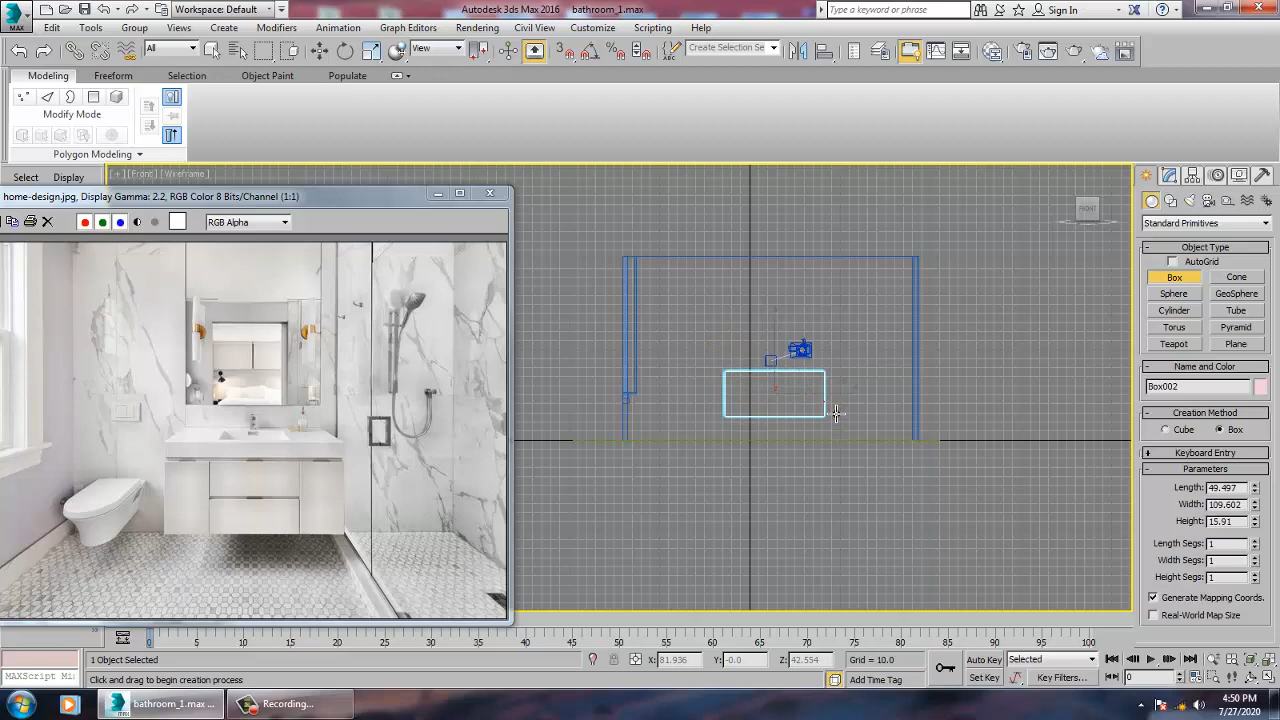 MAX
Workspace: Default
Autodesk 3ds Max 2016
bathroom_1.max
Type a keyword or phrase
Sign In
Edit
Tools
Group
Views
Create
Modifiers
Animation
Graph Editors
Rendering
Civil View
Customize
Scripting
Help
All
View
Create Selection Se
Modeling
Freeform
Selection
Object Paint
Populate
Modify Mode
Polygon Modeling
Select
Display
[ + ] [ Front ] [ Wireframe ]
home-design.jpg, Display Gamma: 2.2, RGB Color 8 Bits/Channel (1:1)
RGB Alpha
FRONT
Standard Primitives
Object Type
AutoGrid
Box
Cone
Sphere
GeoSphere
Cylinder
Tube
Torus
Pyramid
Teapot
Plane
Name and Color
Box002
Creation Method
Cube
Box
Keyboard Entry
Parameters
Length: 49.497
Width: 109.602
Height: 15.91
Length Segs: 1
Width Segs: 1
Height Segs: 1
Generate Mapping Coords.
Real-World Map Size
0 5 10 15 20 25 30 35 40 45 50 55 60 65 70 75 80 85 90 95 100
1 Object Selected
X: 81.936
Y: -0.0
Z: 42.554
Grid = 10.0
Auto Key
Selected
MAXScript Mi
Click and drag to begin creation process
Add Time Tag
Set Key
Key Filters...
0
bathroom_1.max ...
Recording...
4:50 PM
7/27/2020